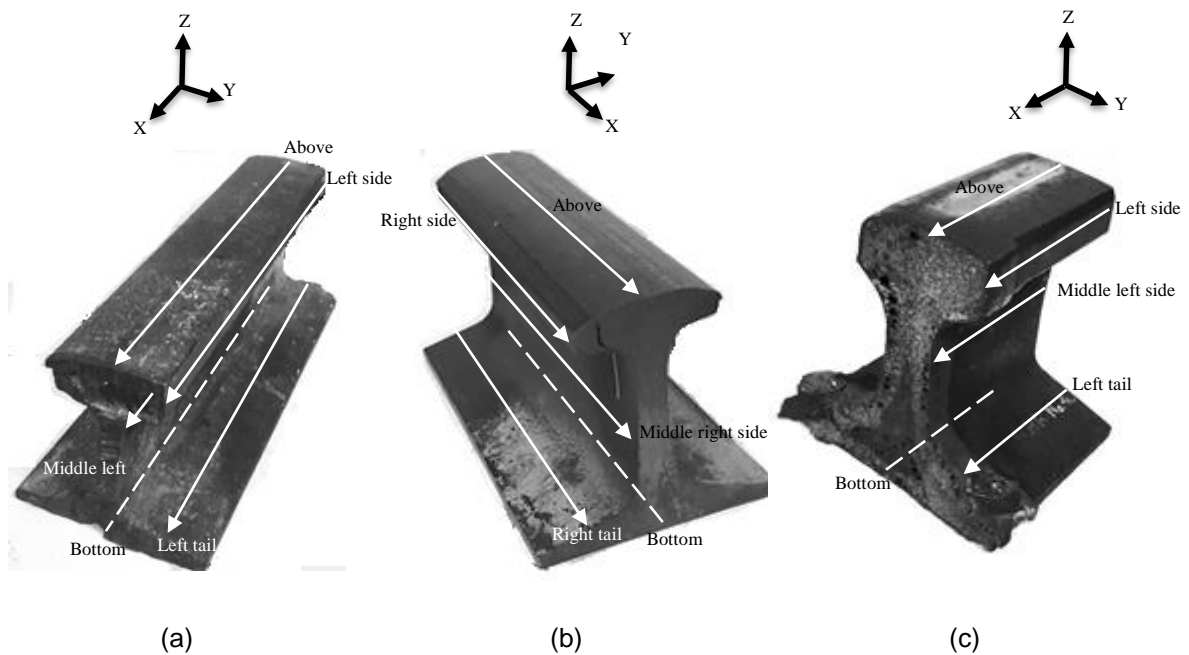 Z
Y
X
Above
Left side
Middle left
Bottom
Left tail
(a)
Z
Y
X
Above
Right side
Middle right side
Right tail
Bottom
(b)
Z
X
Y
Above
Left side
Middle left side
Left tail
Bottom
(c)